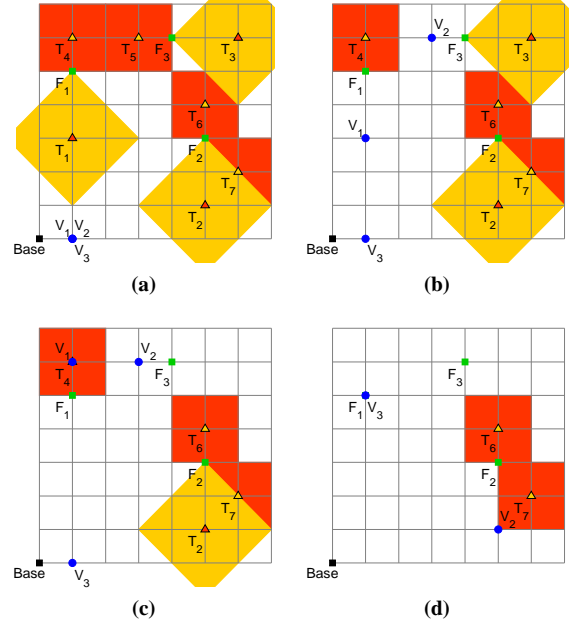 T4 T5 F3 T3
F1
T6
T1 F2
T7
T2
V1 V2
Base V3
(a)
V2
T4 F3 T3
F1
T6
V1 F2
T7
T2
Base V3
(b)
V1 V2
T4 F3
F1
T6
F2
T7
T2
Base V3
(c)
F3
F1 V3
T6
F2
T7
V2
Base
(d)